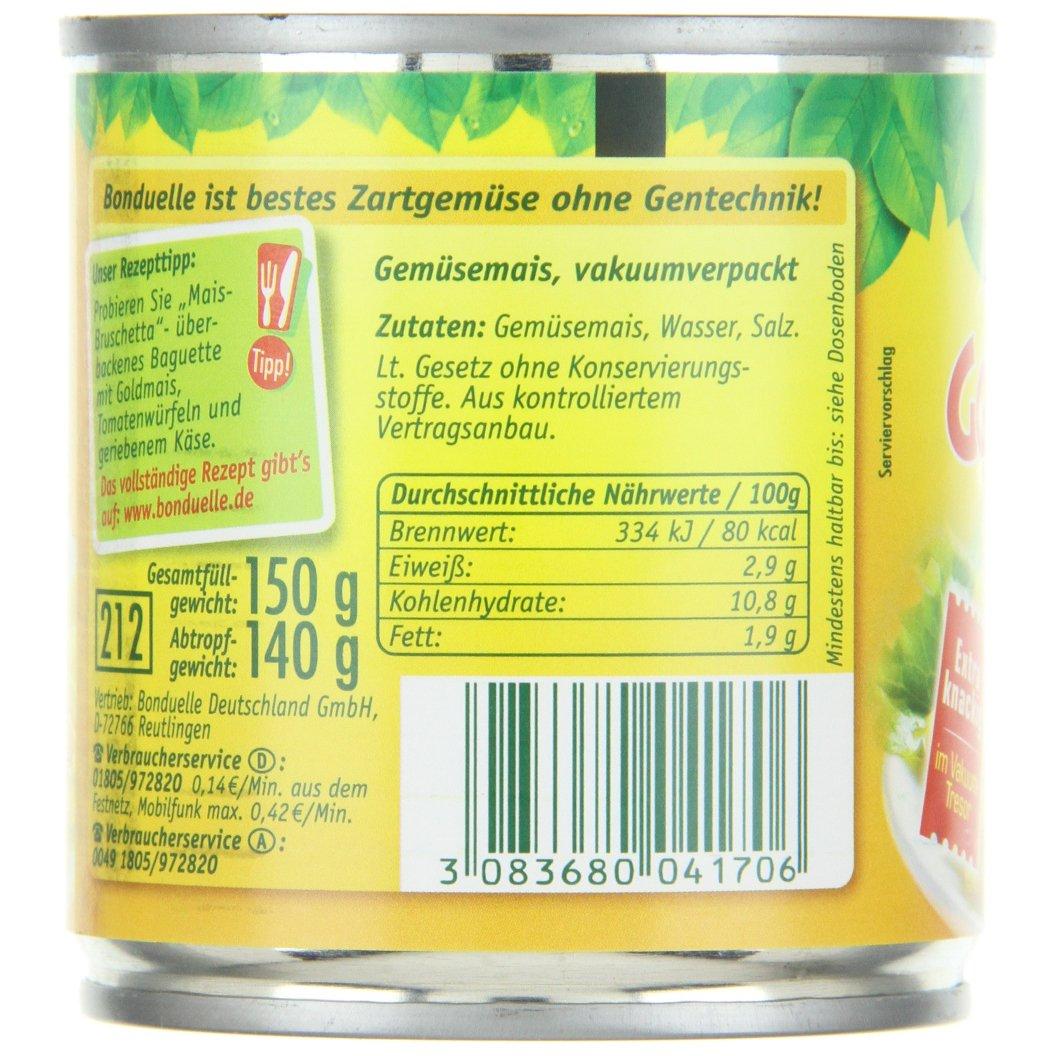 Bonduelle ist bestes Zartgemüse ohne Gentechnik!
Unser Rezepttipp:
Probieren Sie „Mais-
Bruschetta“- über-
backenes Baguette
mit Goldmais,
Tomatenwürfeln und
geriebenem Käse.
Das vollständige Rezept gibt's
auf: www.bonduelle.de
Tipp!
Gesamtfüll-
gewicht: 150 g
Abtropf-
gewicht: 140 g
212
Vertrieb: Bonduelle Deutschland GmbH,
D-72766 Reutlingen
☎ Verbraucherservice Ⓓ:
01805/972820 0,14€/Min. aus dem
Festnetz, Mobilfunk max. 0,42€/Min.
☎ Verbraucherservice Ⓐ:
0049 1805/972820
Gemüsemais, vakuumverpackt
Zutaten: Gemüsemais, Wasser, Salz.
Lt. Gesetz ohne Konservierungs-
stoffe. Aus kontrolliertem
Vertragsanbau.
Durchschnittliche Nährwerte / 100g
Brennwert: 334 kJ / 80 kcal
Eiweiß: 2,9 g
Kohlenhydrate: 10,8 g
Fett: 1,9 g
3 083680 041706
Mindestens haltbar bis: siehe Dosenboden
Serviervorschlag
Extra
im
Tresor